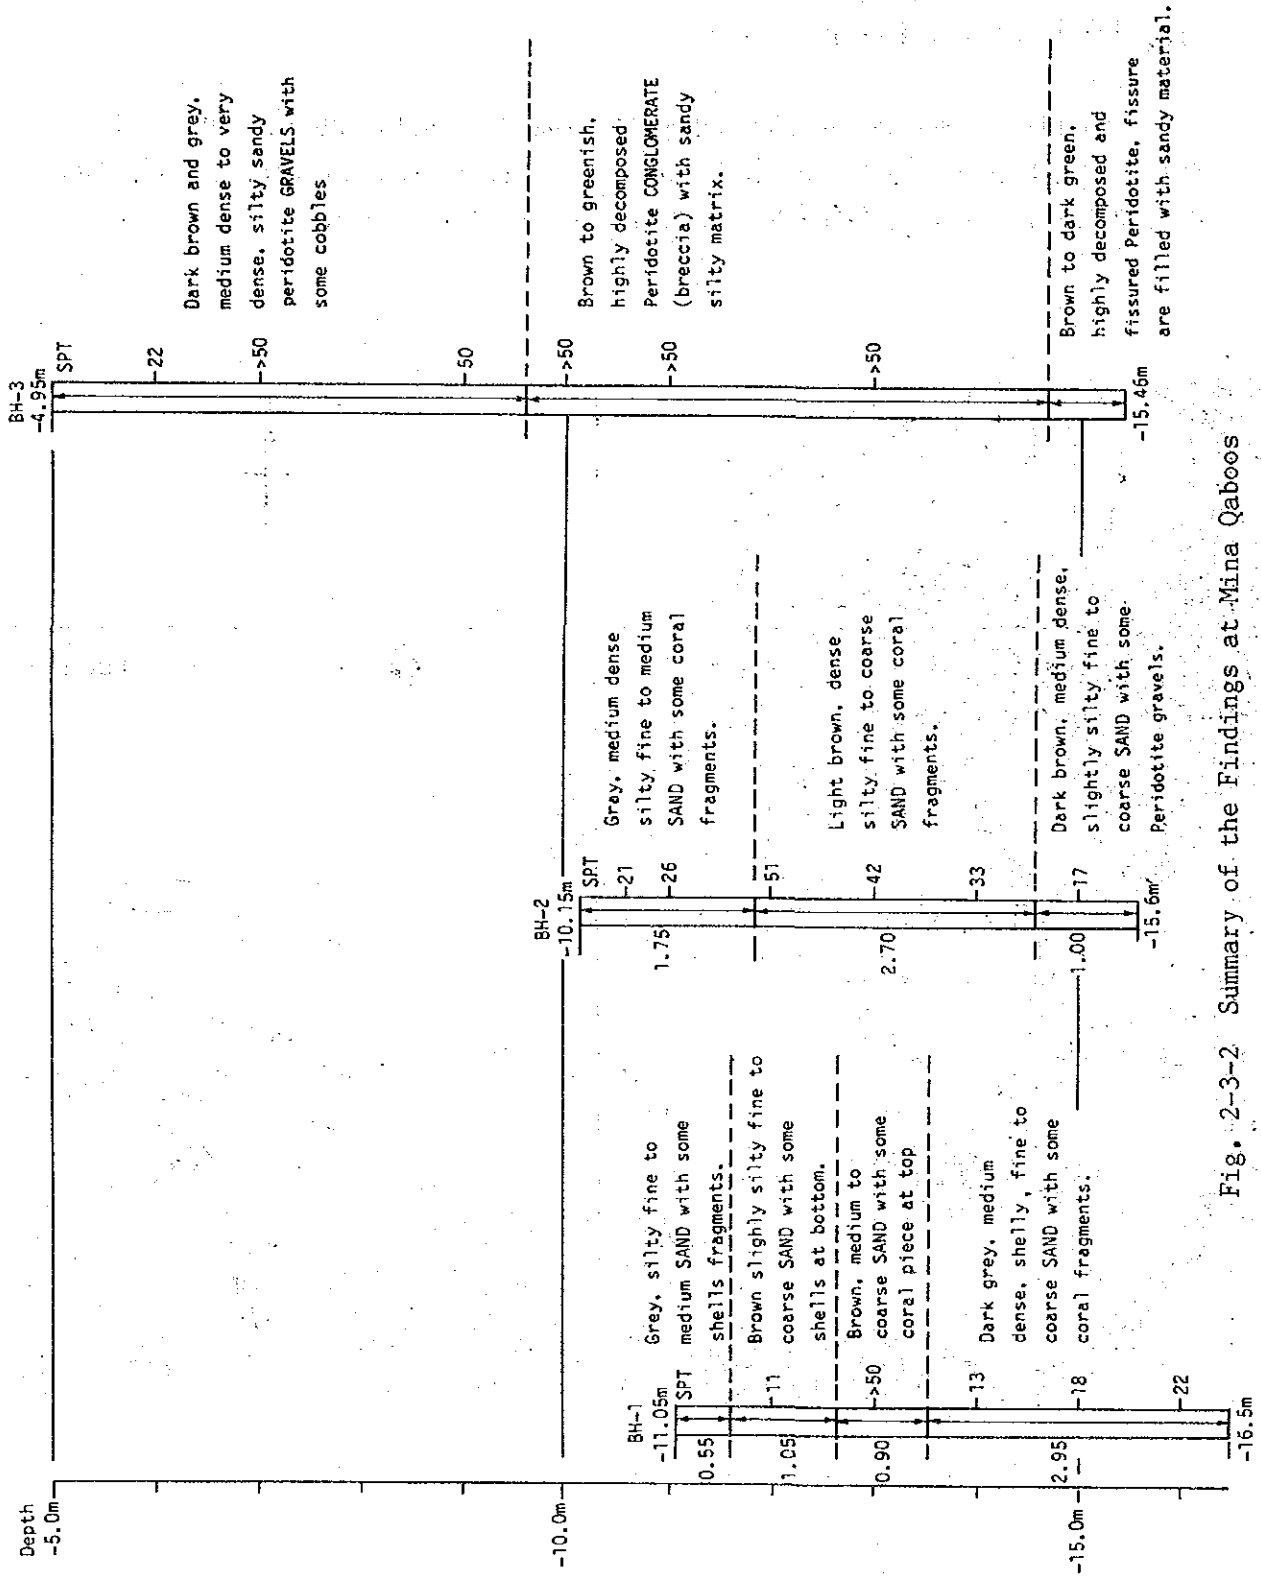 Depth
-5.0m
-10.0m
-15.0m
BH-1
-11.05m
SPT
0.55
1.05
0.90
2.95
-11
->50
-13
-18
-22
-16.5m
Grey, silty fine to
medium SAND with some
shells fragments.
Brown slighly silty fine to
coarse SAND with some
shells at bottom.
Brown, medium to
coarse SAND with some
coral piece at top
Dark grey, medium
dense, shelly, fine to
coarse SAND with some
coral fragments.
BH-2
-10.15m
SPT
1.75
2.70
1.00
-21
-26
-51
-42
-33
-17
-15.6m
Gray, medium dense
silty fine to medium
SAND with some coral
fragments.
Light brown, dense
silty fine to coarse
SAND with some coral
fragments.
Dark brown, medium dense,
slightly silty fine to
coarse SAND with some
Peridotite gravels.
BH-3
-4.95m
SPT
-22
->50
-50
->50
->50
->50
-15.46m
Dark brown and grey,
medium dense to very
dense, silty sandy
peridotite GRAVELS with
some cobbles
Brown to greenish,
highly decomposed
Peridotite CONGLOMERATE
(breccia) with sandy
silty matrix.
Brown to dark green,
highly decomposed and
fissured Peridotite, fissure
are filled with sandy material.
Fig. 2-3-2 Summary of the Findings at Mina Qaboos